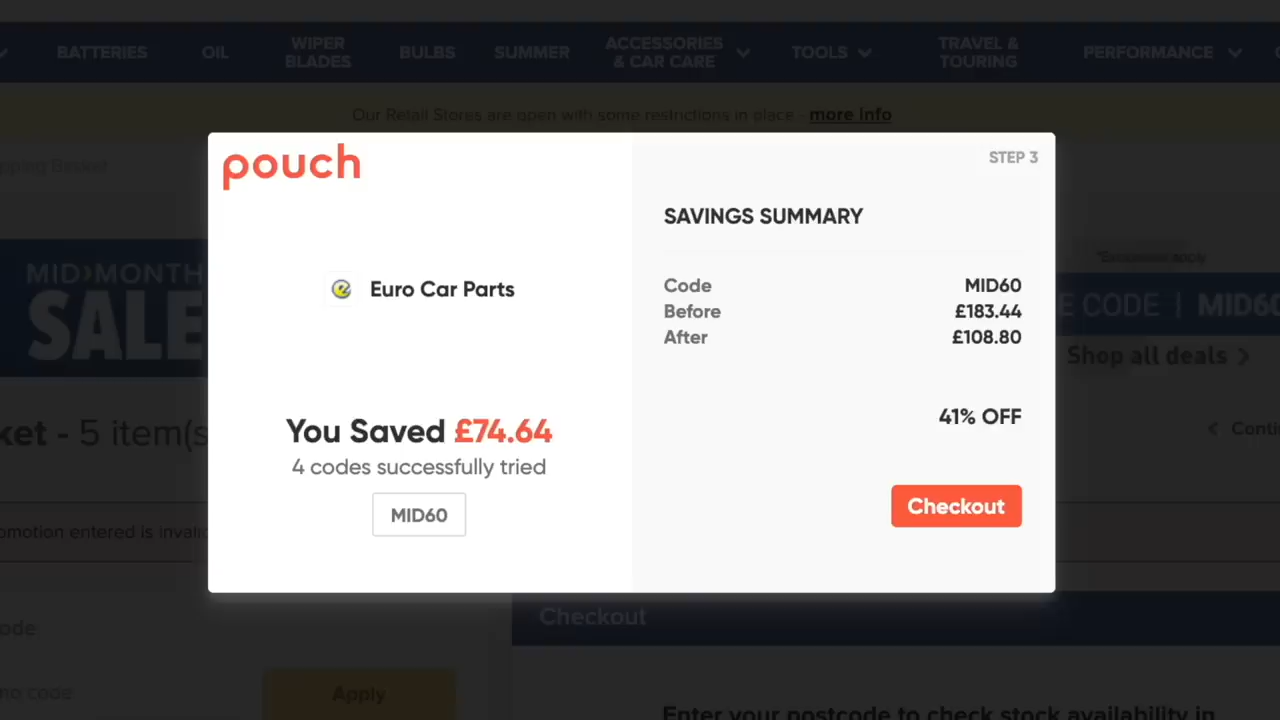 BATTERIES
OIL
WIPER
BLADES
BULBS
SUMMER
ACCESSORIES
& CAR CARE
TOOLS
TRAVEL &
TOURING
PERFORMANCE
Our Retail Stores are open with some restrictions in place - more info
Basket
pouch
STEP 3
SAVINGS SUMMARY
Euro Car Parts
Code MID60
Before £183.44
After £108.80
41% OFF
You Saved £74.64
4 codes successfully tried
MID60
Checkout
MID MONTH
SALE
CODE | MID60
Shop all deals
ket - 5 item(s
omotion entered is invalid
Checkout
ode
code
Apply
Enter your postcode to check stock availability in